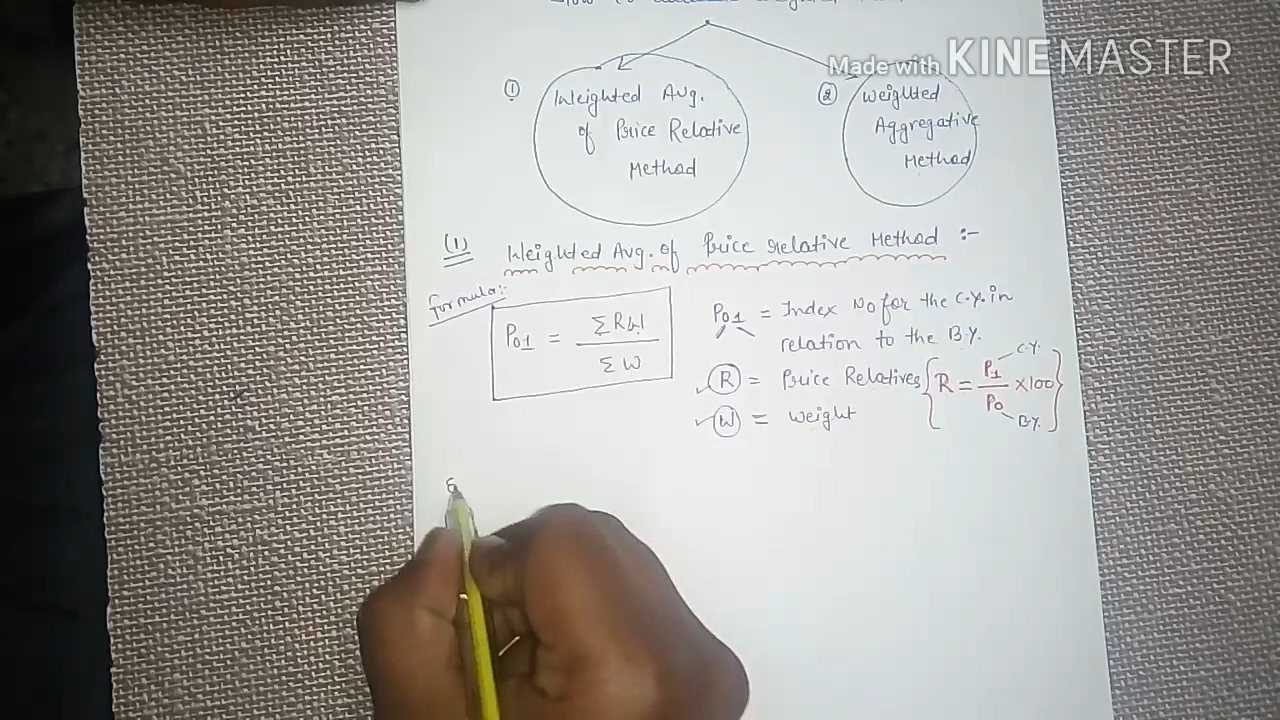 Made with KINEMASTER
① Weighted Avg. of Price Relative Method
② Weighted Aggregative Method
(1) Weighted Avg. of Price relative Method :-
Formula:-
P01 = ΣRW / ΣW
P01 = Index No for the C.Y. in
relation to the B.Y.
R = Price Relatives { R = P1 / P0 × 100 }
C.Y.
B.Y.
W = Weight